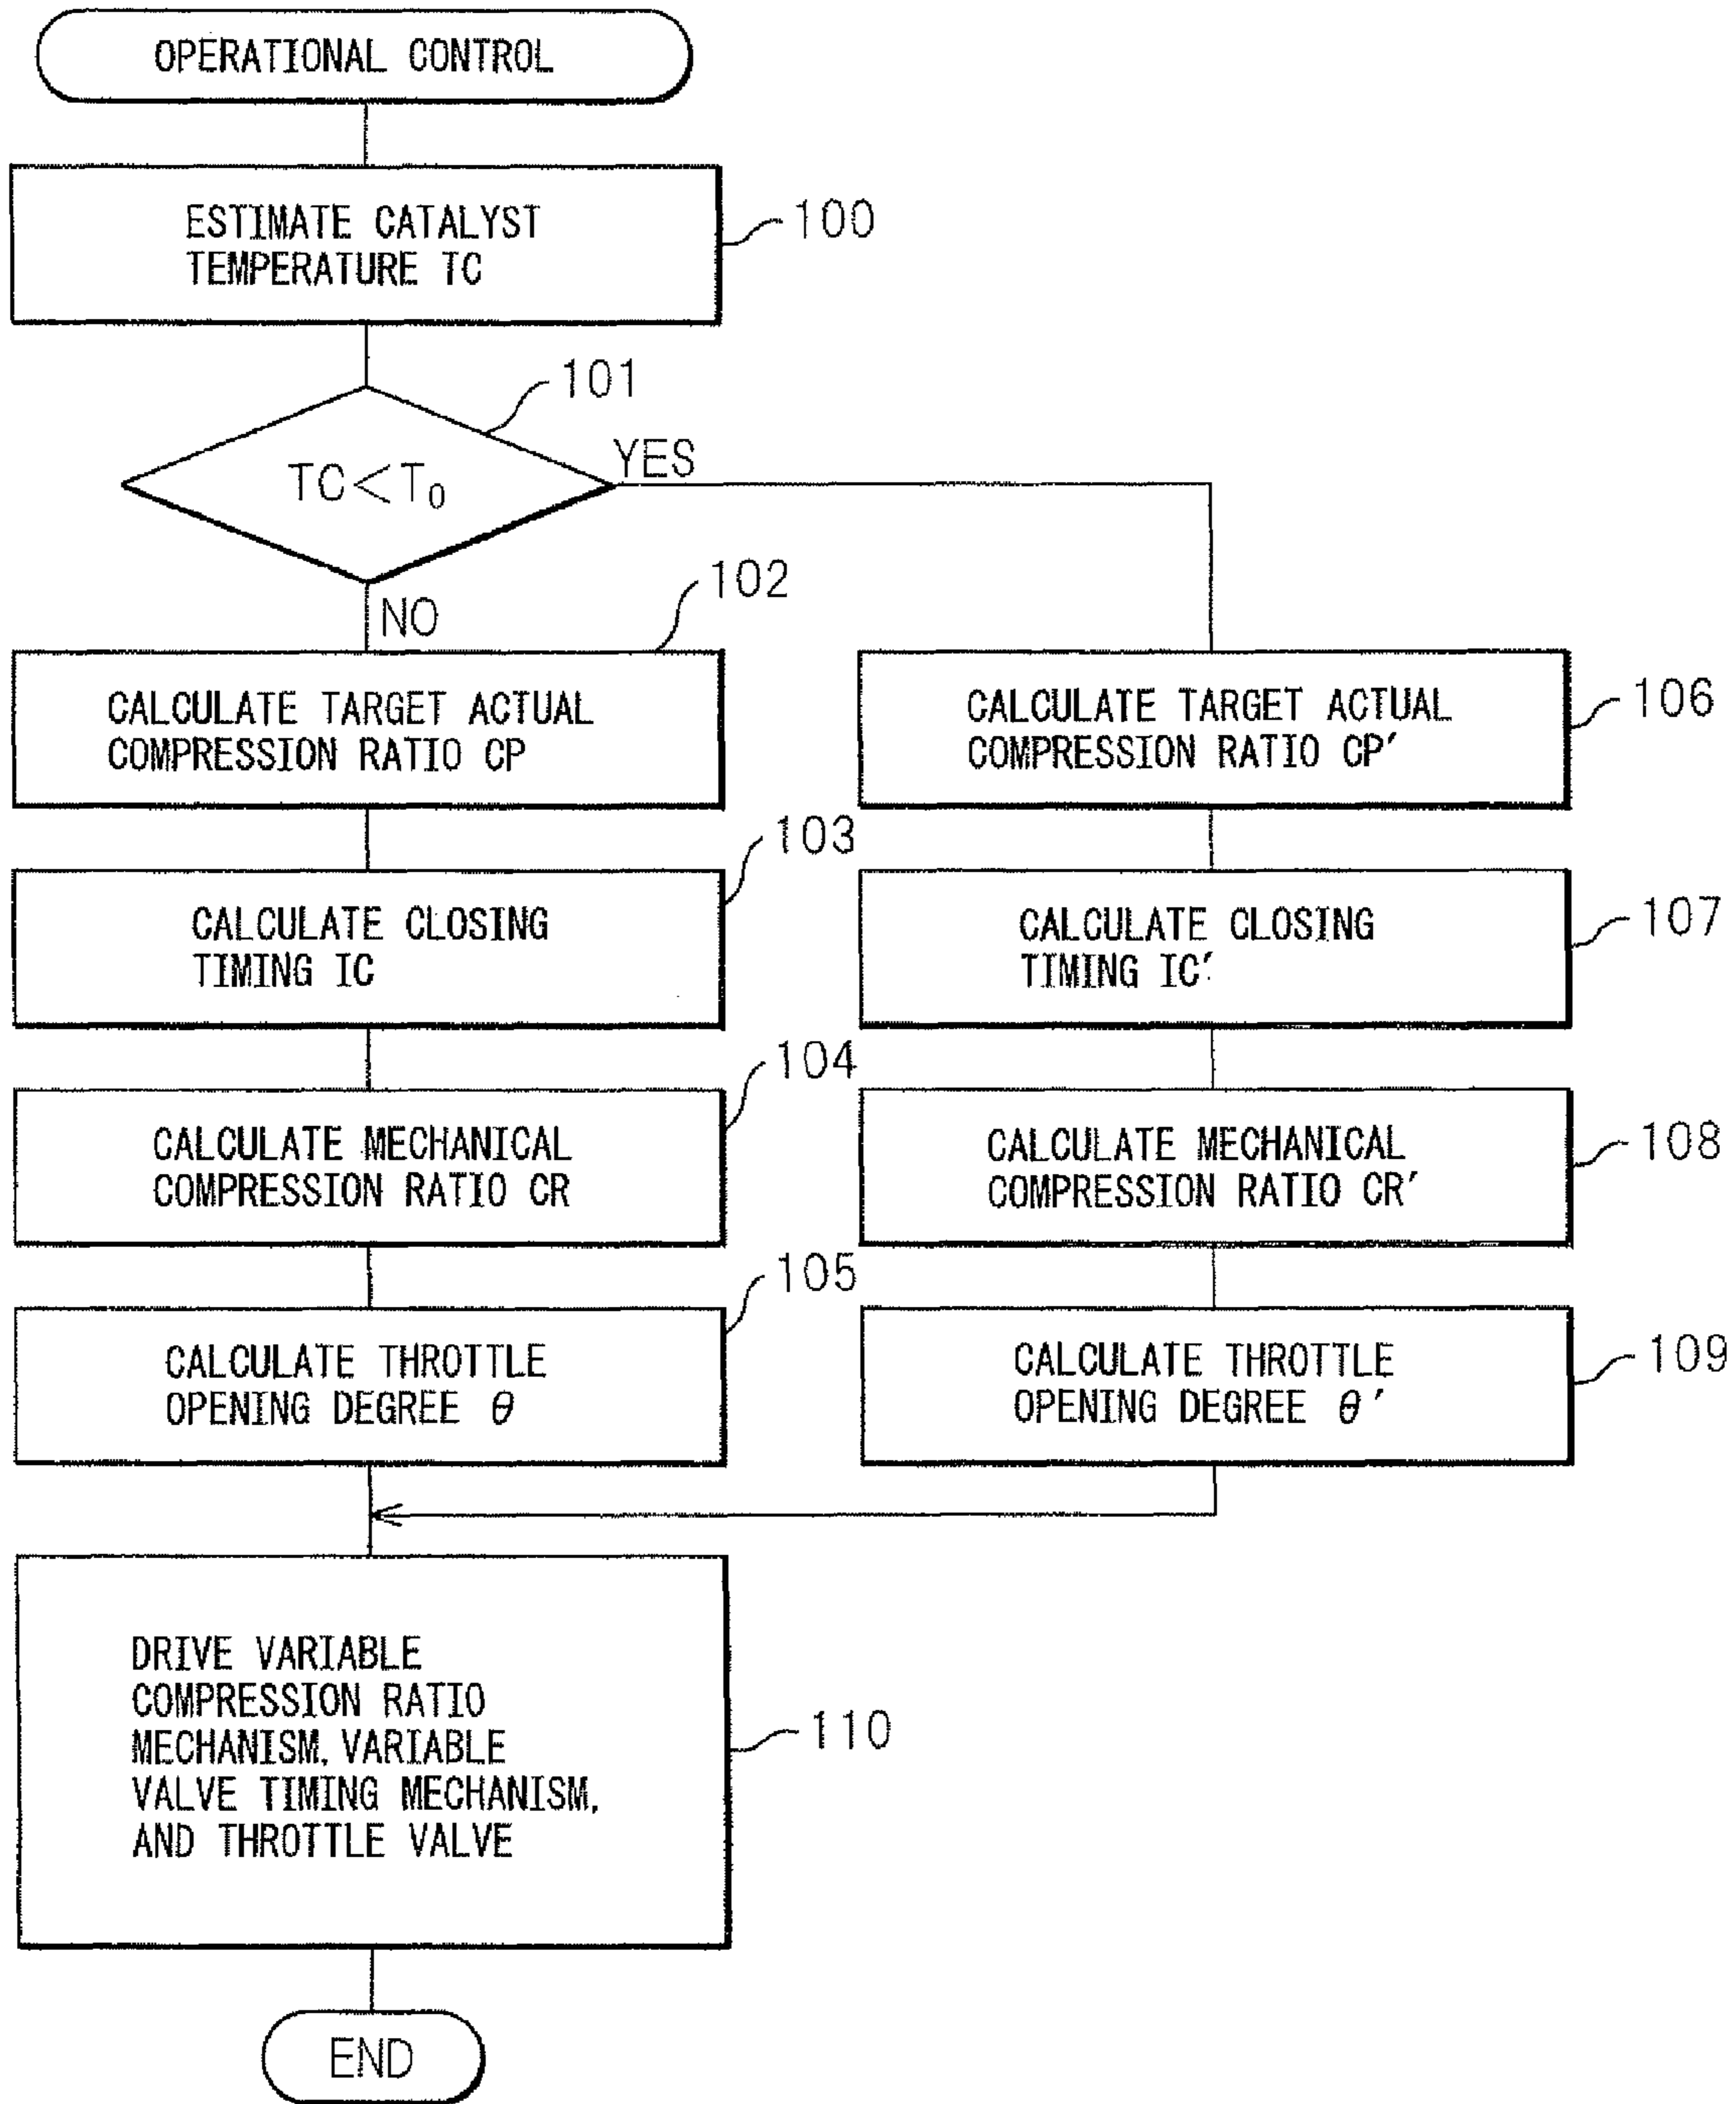 OPERATIONAL CONTROL
ESTIMATE CATALYST
TEMPERATURE TC
100
101
TC<T₀
YES
NO
102
CALCULATE TARGET ACTUAL
COMPRESSION RATIO CP
103
CALCULATE CLOSING
TIMING IC
104
CALCULATE MECHANICAL
COMPRESSION RATIO CR
105
CALCULATE THROTTLE
OPENING DEGREE θ
CALCULATE TARGET ACTUAL
COMPRESSION RATIO CP′
106
CALCULATE CLOSING
TIMING IC′
107
CALCULATE MECHANICAL
COMPRESSION RATIO CR′
108
CALCULATE THROTTLE
OPENING DEGREE θ′
109
DRIVE VARIABLE
COMPRESSION RATIO
MECHANISM, VARIABLE
VALVE TIMING MECHANISM,
AND THROTTLE VALVE
110
END